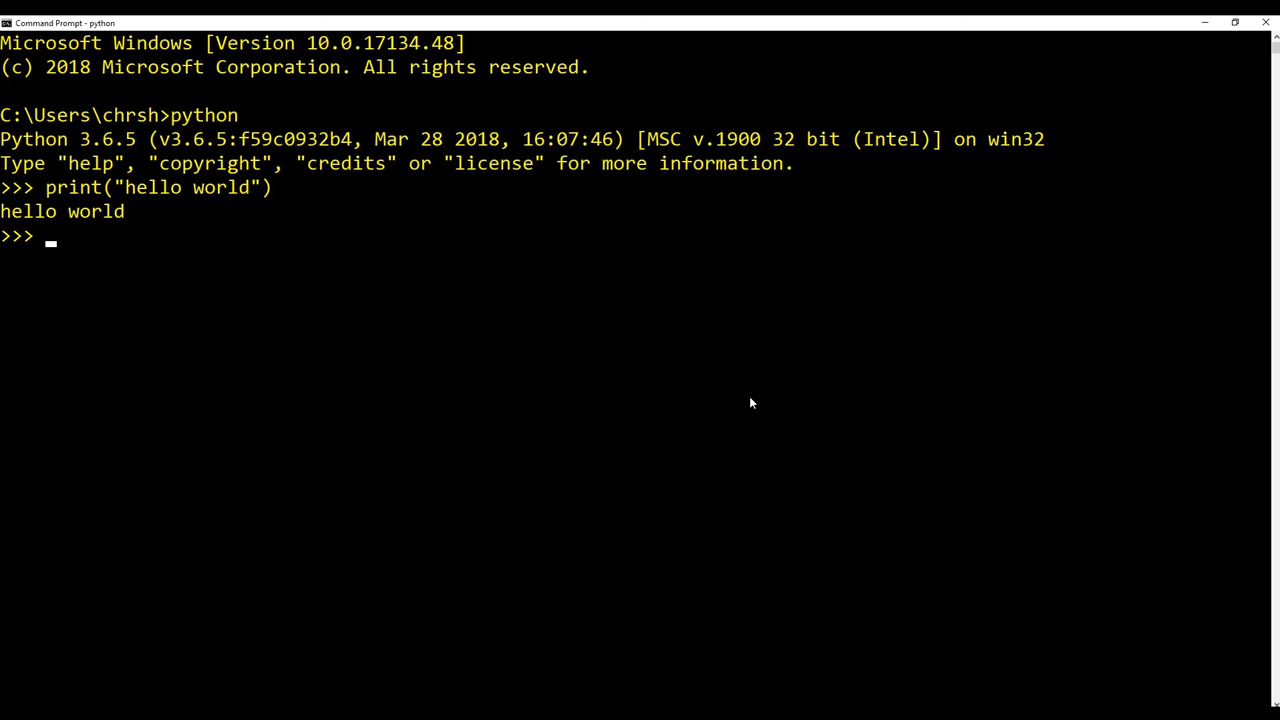 Command Prompt - python
Microsoft Windows [Version 10.0.17134.48]
(c) 2018 Microsoft Corporation. All rights reserved.
C:\Users\chrsh>python
Python 3.6.5 (v3.6.5:f59c0932b4, Mar 28 2018, 16:07:46) [MSC v.1900 32 bit (Intel)] on win32
Type "help", "copyright", "credits" or "license" for more information.
>>> print("hello world")
hello world
>>>